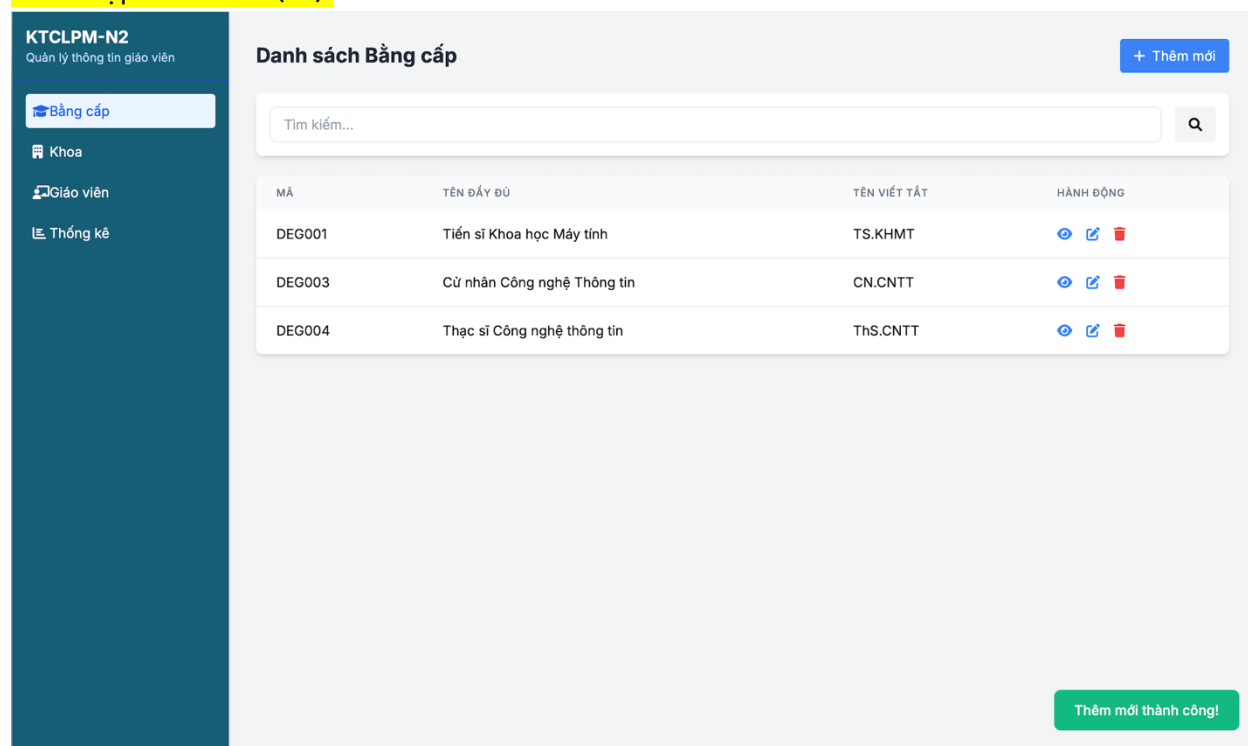 KTCLPM-N2
Quản lý thông tin giáo viên
Bằng cấp
Khoa
Giáo viên
Thống kê
Danh sách Bằng cấp
+ Thêm mới
Tìm kiếm...
MÃ TÊN ĐẦY ĐỦ TÊN VIẾT TẮT HÀNH ĐỘNG
DEG001 Tiến sĩ Khoa học Máy tính TS.KHMT
DEG003 Cử nhân Công nghệ Thông tin CN.CNTT
DEG004 Thạc sĩ Công nghệ thông tin ThS.CNTT
Thêm mới thành công!